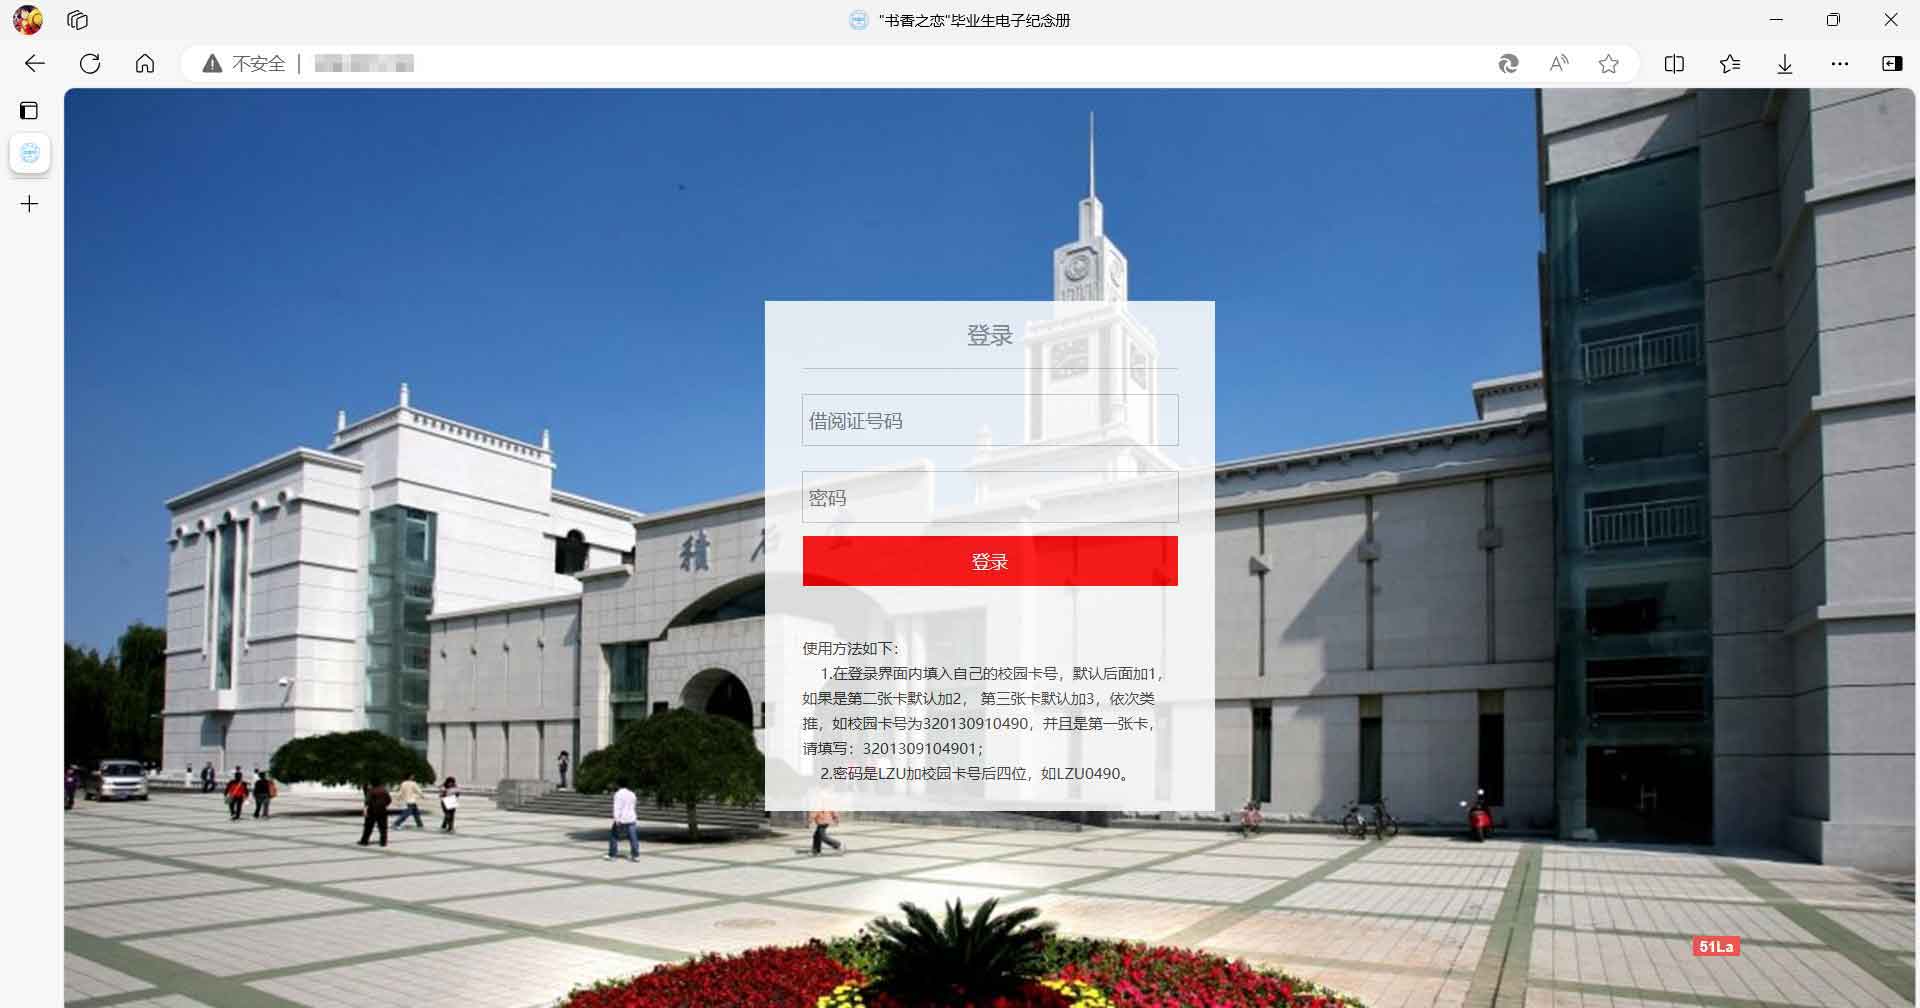 "书香之恋"毕业生电子纪念册
不安全
登录
借阅证号码
密码
登录
積石堂
使用方法如下：
1.在登录界面内填入自己的校园卡号，默认后面加1，
如果是第二张卡默认加2， 第三张卡默认加3，依次类
推，如校园卡号为320130910490，并且是第一张卡，
请填写：3201309104901；
2.密码是LZU加校园卡号后四位，如LZU0490。
51La